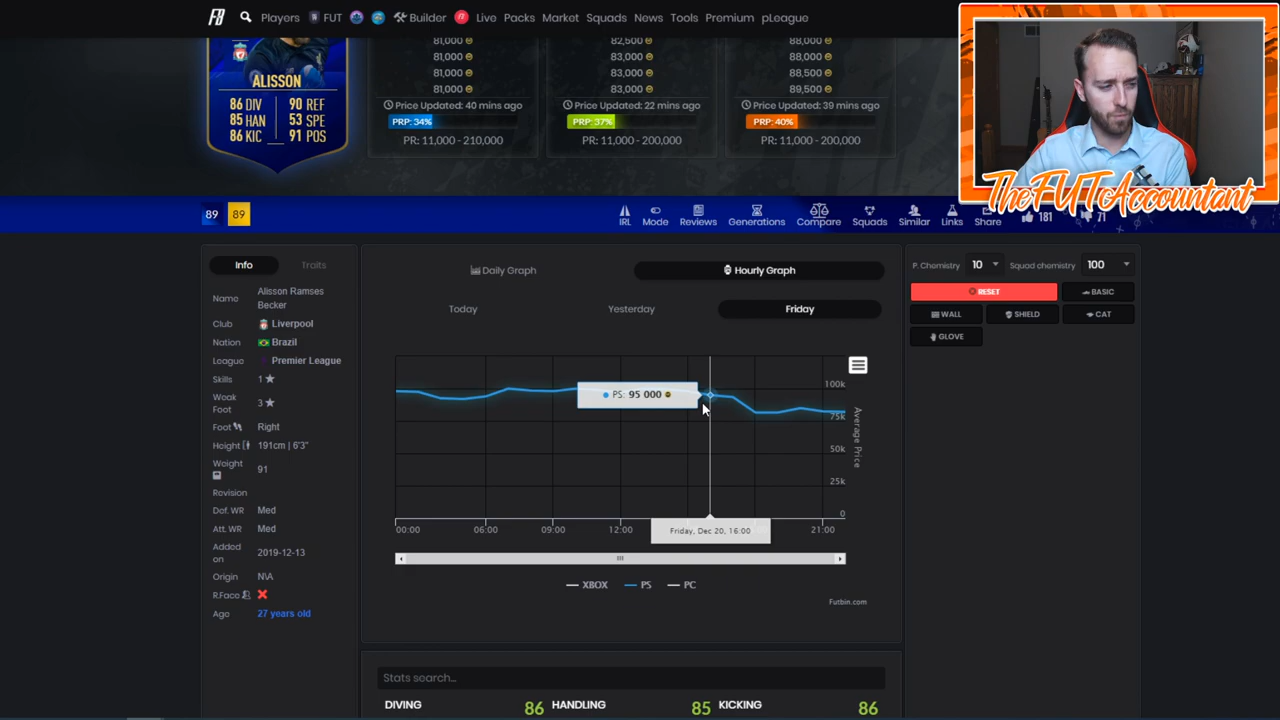 Players
FUT
Builder
Live
Packs
Market
Squads
News
Tools
Premium
pLeague
81,000
81,000
81,000
81,000
Price Updated: 40 mins ago
PRP: 34%
PR: 11,000 - 210,000
82,500
83,000
83,000
83,000
Price Updated: 22 mins ago
PRP: 37%
PR: 11,000 - 200,000
88,000
88,500
88,500
89,500
Price Updated: 39 mins ago
PRP: 40%
PR: 11,000 - 200,000
ALISSON
86 DIV 90 REF
85 HAN 53 SPE
86 KIC 91 POS
TheFUTAccountant
89 89
IRL
Mode
Reviews
Generations
Compare
Squads
Similar
Links
Share
181
71
Info
Traits
Name Alisson Ramses
Becker
Club Liverpool
Nation Brazil
League Premier League
Skills 1
Weak
Foot 3
Foot Right
Height 191cm | 6'3"
Weight 91
Revision
Def. WR Med
Att. WR Med
Added
on 2019-12-13
Origin N\A
R.Face
Age 27 years old
Daily Graph
Hourly Graph
Today
Yesterday
Friday
PS: 95 000
100k
75k
50k
25k
0
Average Price
00:00
06:00
09:00
12:00
21:00
Friday, Dec 20, 16:00
XBOX
PS
PC
Futbin.com
P. Chemistry 10
Squad chemistry 100
RESET
BASIC
WALL
SHIELD
CAT
GLOVE
Stats search...
DIVING 86
HANDLING 85
KICKING 86